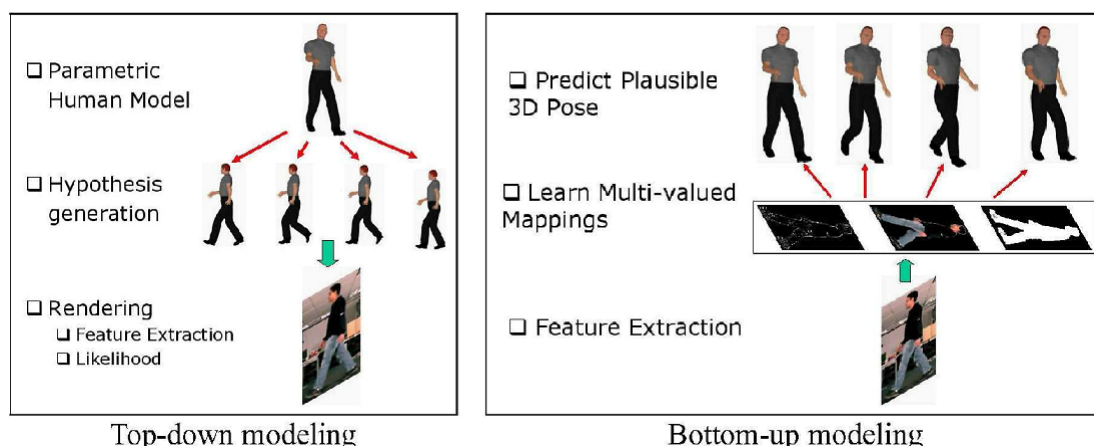 ❑ Parametric
Human Model
❑ Hypothesis
generation
❑ Rendering
❑ Feature Extraction
❑ Likelihood
Top-down modeling
❑ Predict Plausible
3D Pose
❑ Learn Multi-valued
Mappings
❑ Feature Extraction
Bottom-up modeling